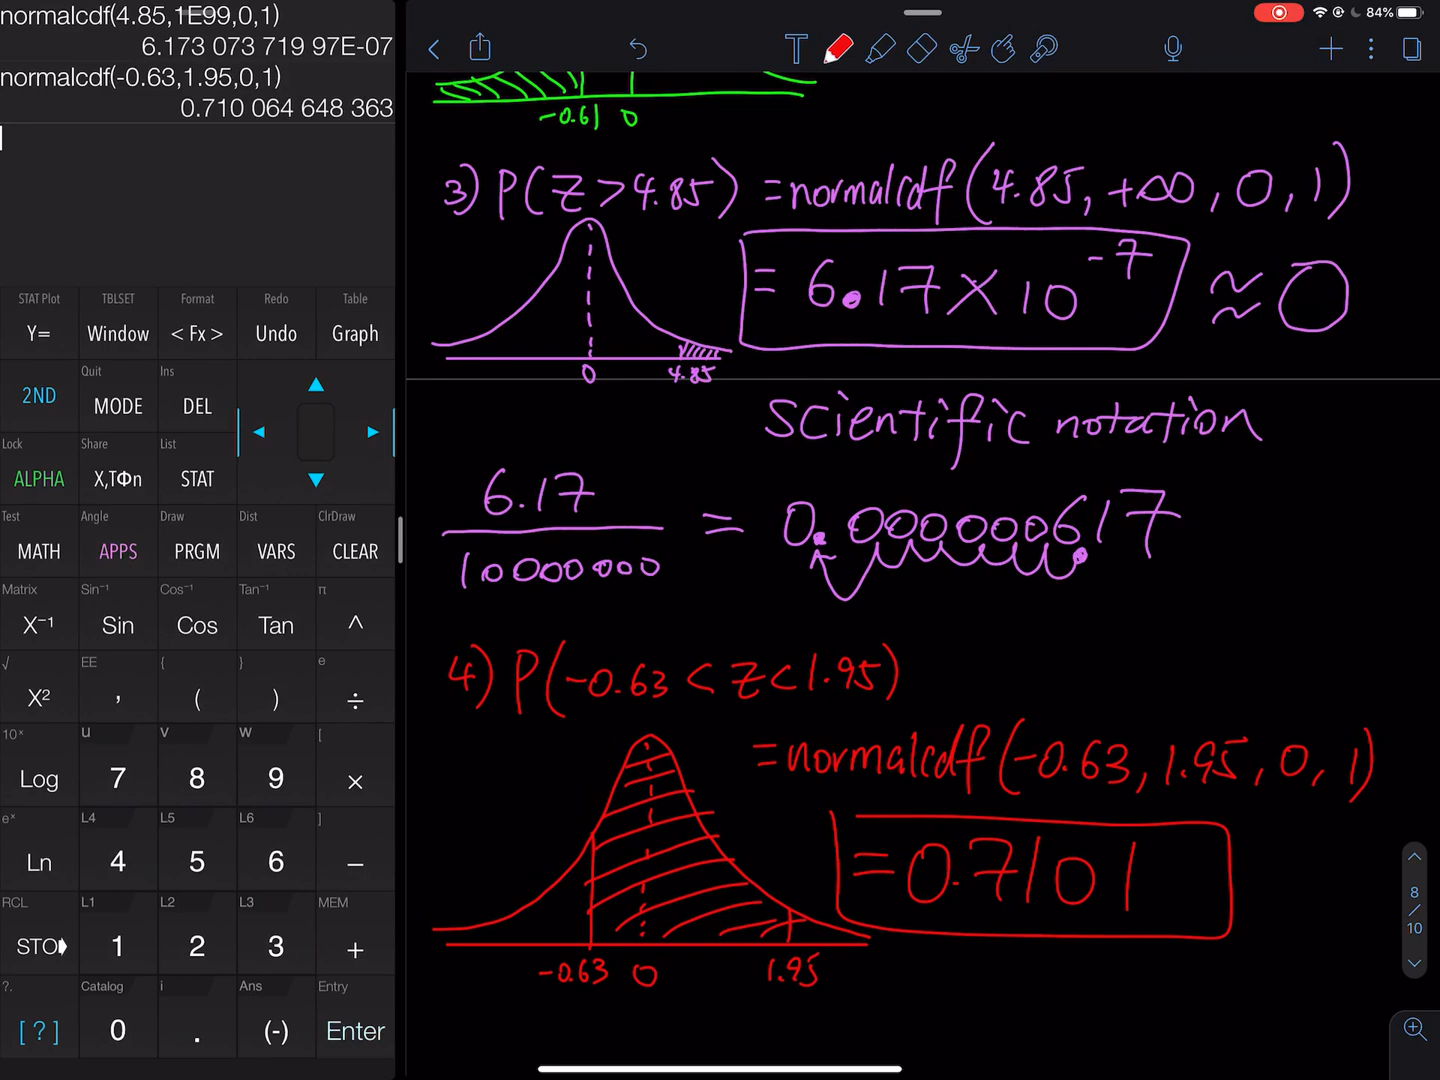 normalcdf(4.85,1E99,0,1)
6.173 073 719 97E-07
normalcdf(-0.63,1.95,0,1)
0.710 064 648 363
84%
-0.61 0
3) P(Z>4.85) =normalcdf(4.85, +∞, 0, 1)
= 6.17 × 10^-7 ≈ 0
0 4.85
scientific notation
6.17
10000000
= 0.000000617
4) P(-0.63 < Z < 1.95)
=normalcdf(-0.63, 1.95, 0, 1)
=0.7101
-0.63 0 1.95
8
/
10
STAT Plot TBLSET Format Redo Table
Y= Window < Fx > Undo Graph
Quit Ins
2ND MODE DEL
Lock Share List
ALPHA X,TΦn STAT
Test Angle Draw Dist ClrDraw
MATH APPS PRGM VARS CLEAR
Matrix Sin⁻¹ Cos⁻¹ Tan⁻¹ π
X⁻¹ Sin Cos Tan ^
√ EE { } e
X² , ( ) ÷
10ˣ u v w [
Log 7 8 9 ×
eˣ L4 L5 L6 ]
Ln 4 5 6 −
RCL L1 L2 L3 MEM
STO 1 2 3 +
?. Catalog i Ans Entry
[ ? ] 0 . (-) Enter